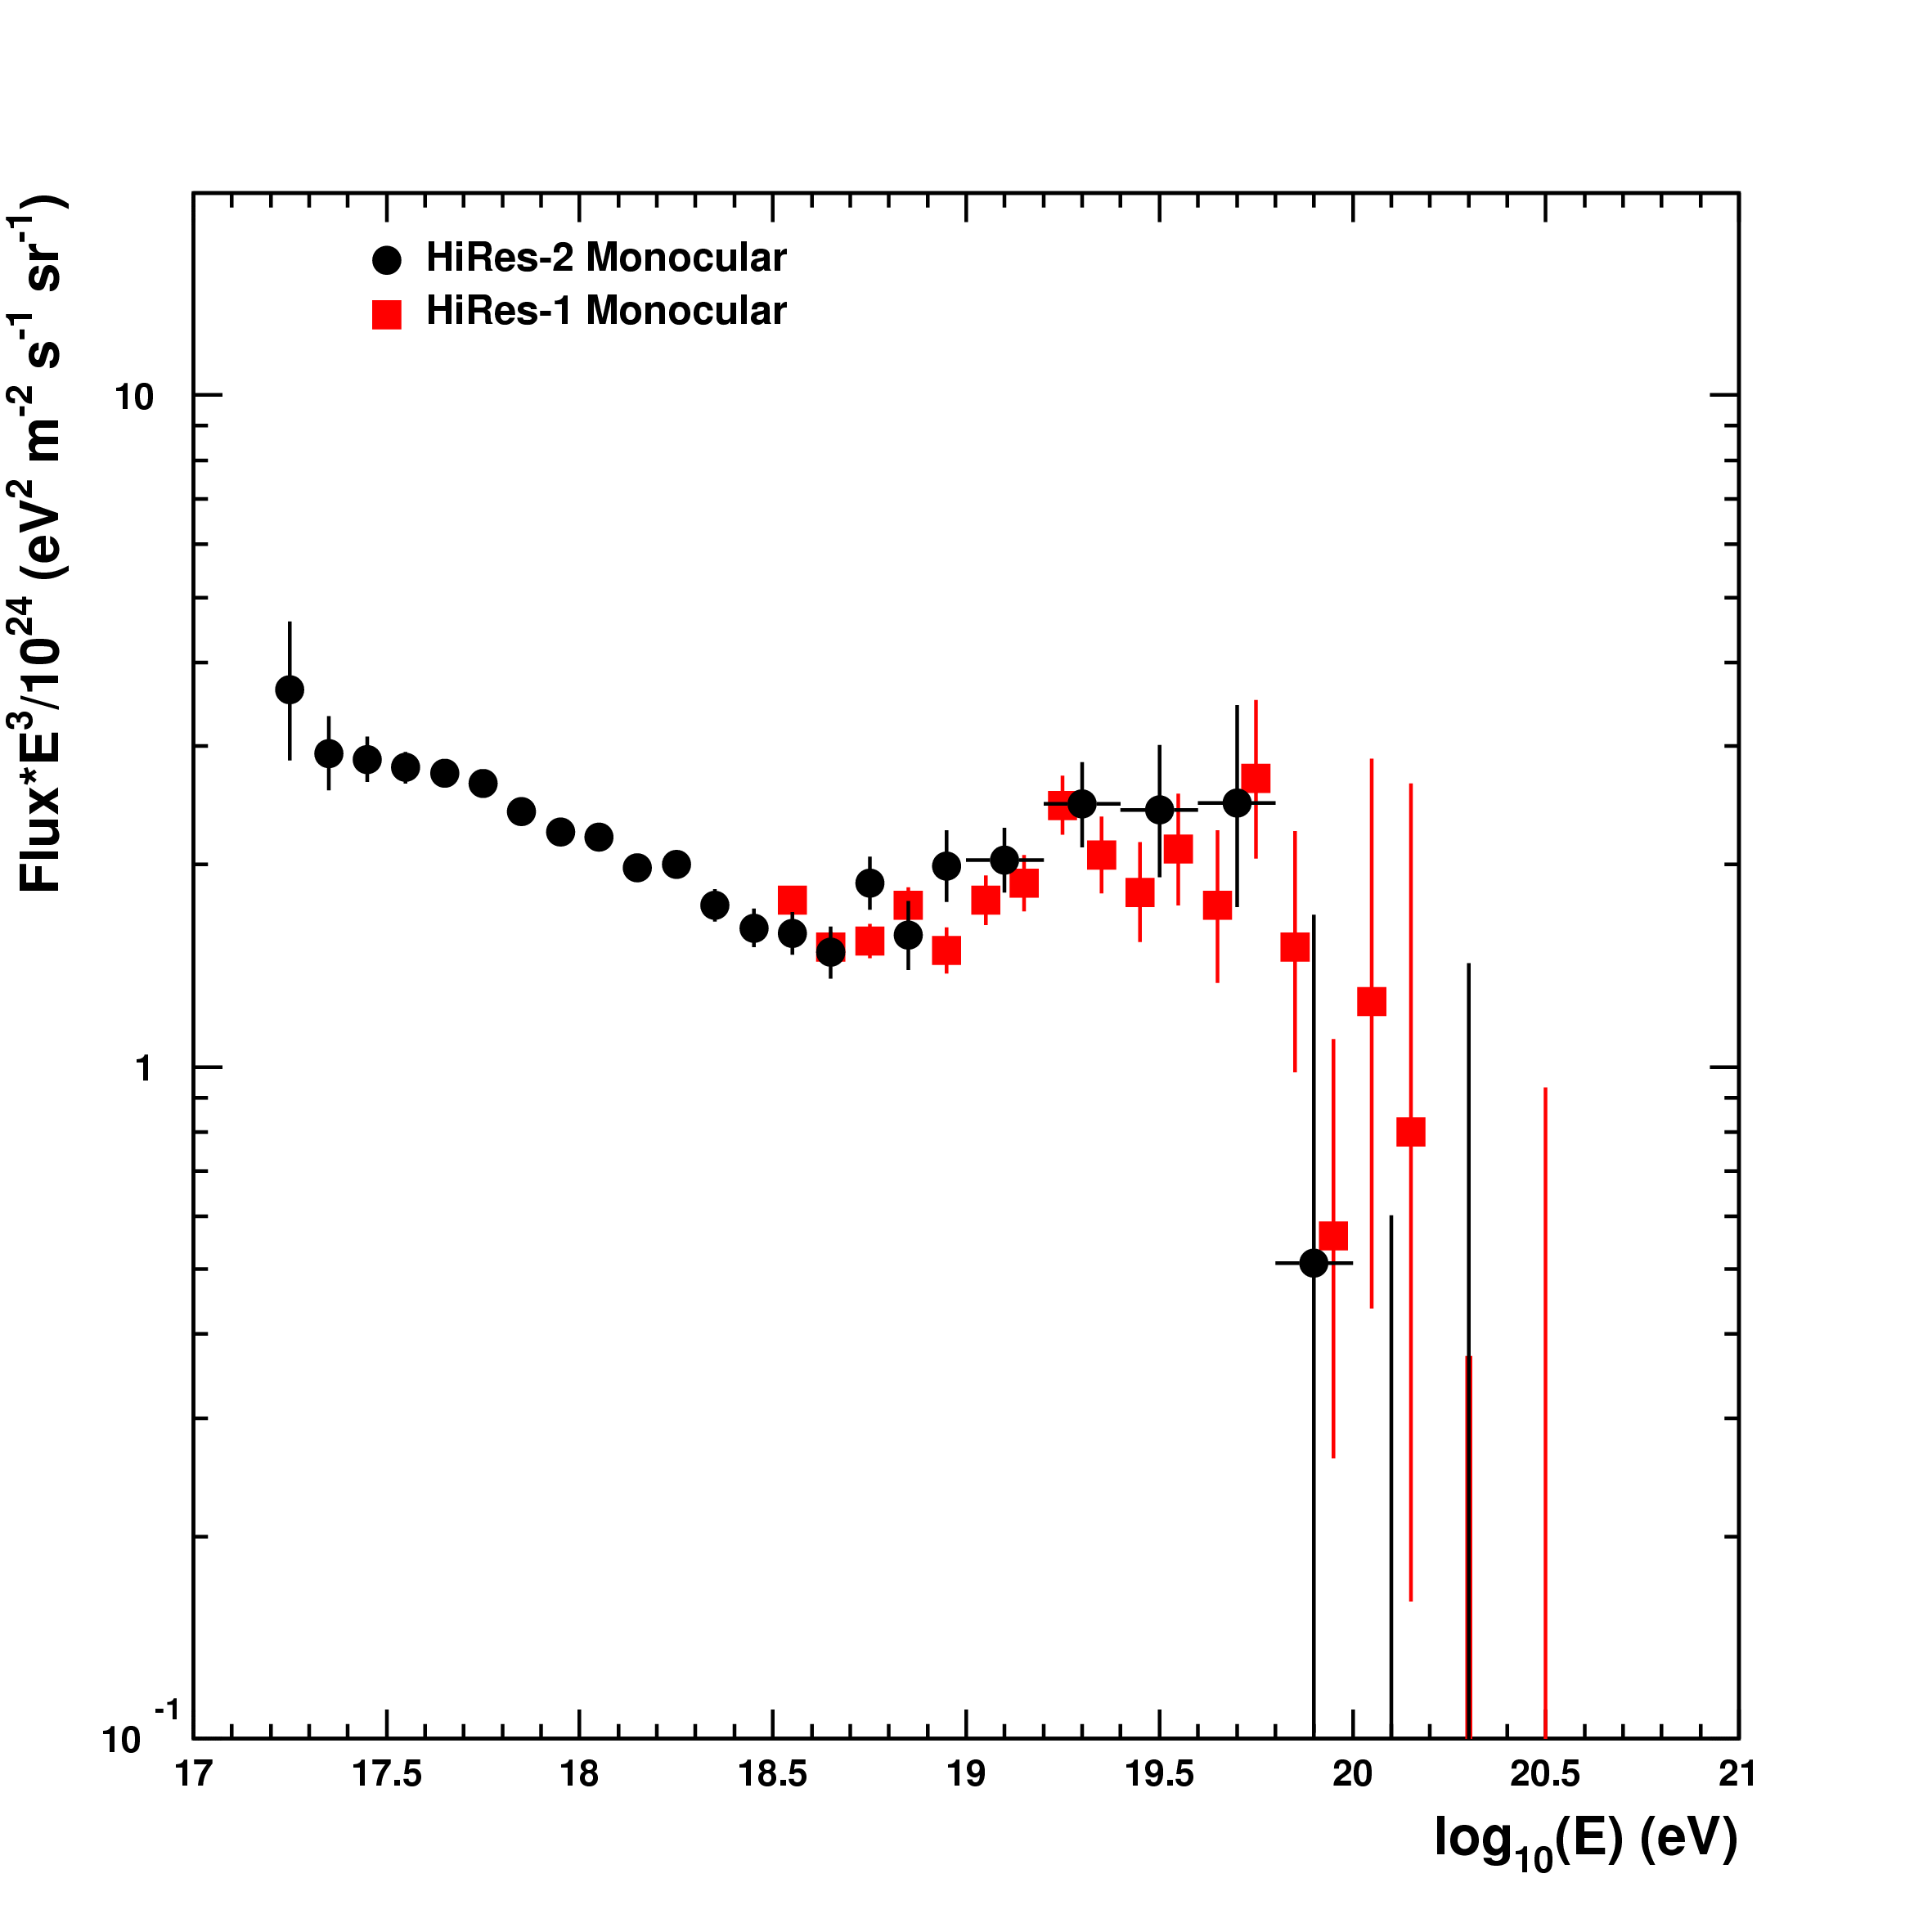 HiRes-2 Monocular
HiRes-1 Monocular
Flux*E³/10²⁴ (eV² m⁻² s⁻¹ sr⁻¹)
10
1
10⁻¹
17 17.5 18 18.5 19 19.5 20 20.5 21
log₁₀(E) (eV)